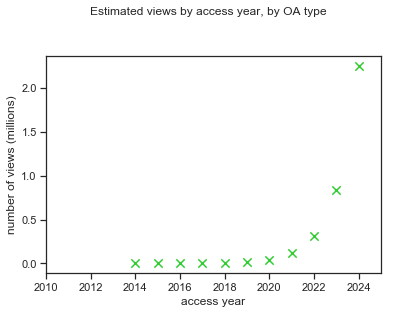 Estimated views by access year, by OA type
number of views (millions)
2.0
1.5
1.0
0.5
0.0
2010 2012 2014 2016 2018 2020 2022 2024
access year